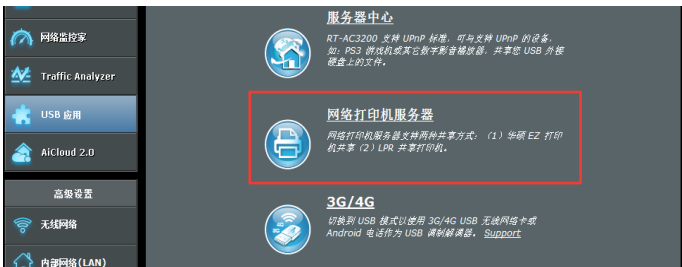 网络监控家
Traffic Analyzer
USB 应用
AiCloud 2.0
高级设置
无线网络
内部网络(LAN)
服务器中心
RT-AC3200 支持 UPnP 标准，可与支持 UPnP 的设备，
如：PS3 游戏机或其它数字影音播放器，共享您 USB 外接
硬盘上的文件。
网络打印机服务器
网络打印机服务器支持两种共享方式：（1）华硕 EZ 打印
机共享（2）LPR 共享打印机。
3G/4G
切换到 USB 模式以使用 3G/4G USB 无线网络卡或
Android 电话作为 USB 调制解调器。 Support